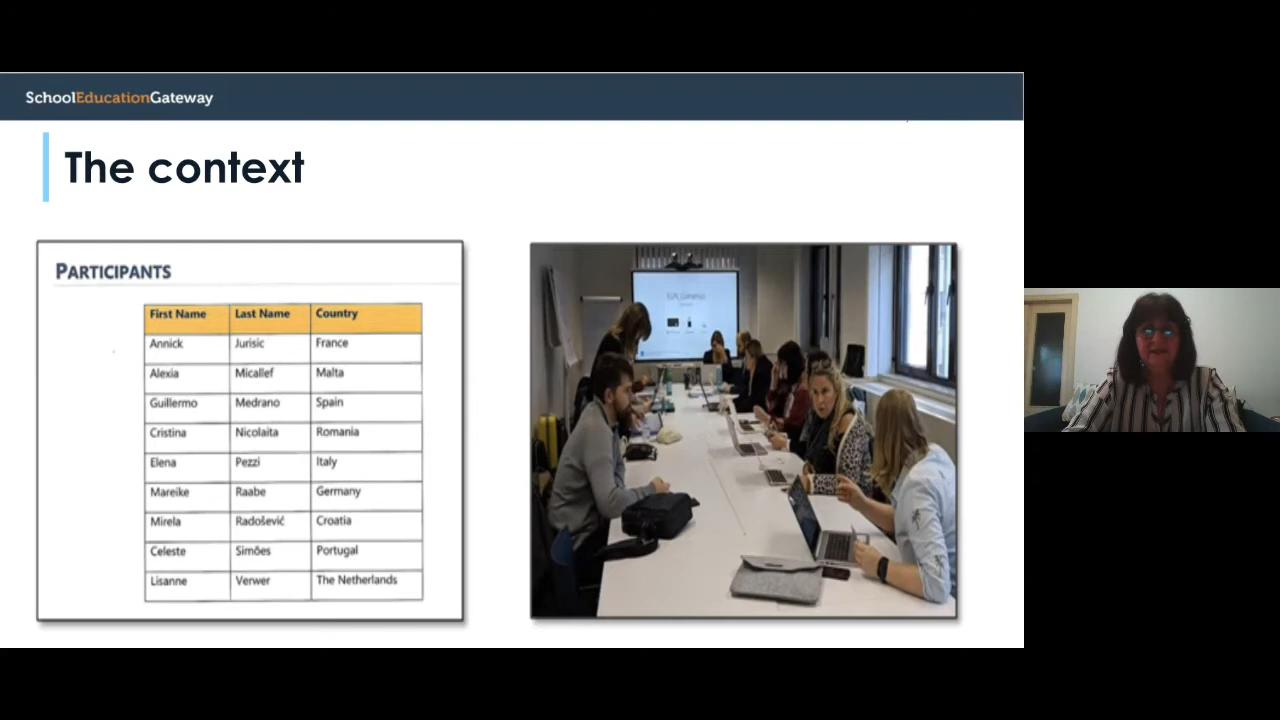 SchoolEducationGateway
The context
PARTICIPANTS
First Name Last Name Country
Annick Jurisic France
Alexia Micallef Malta
Guillermo Medrano Spain
Cristina Nicolaita Romania
Elena Pezzi Italy
Mareike Raabe Germany
Mirela Radošević Croatia
Celeste Simões Portugal
Lisanne Verwer The Netherlands